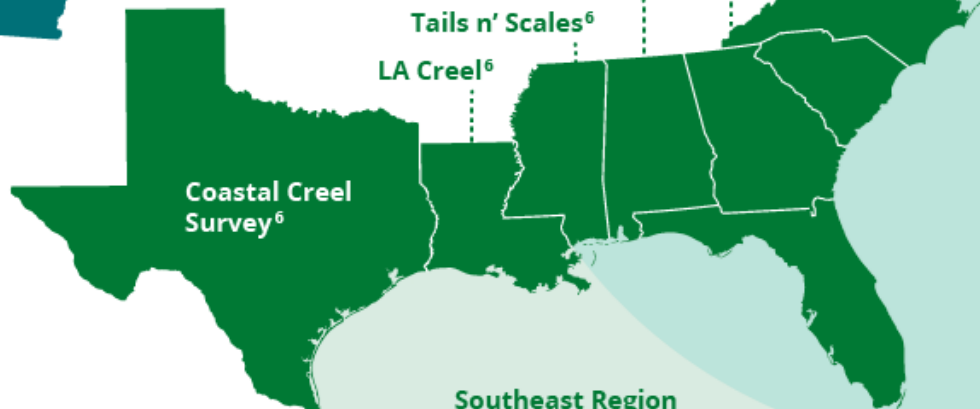 Tails n’ Scales⁶
LA Creel⁶
Coastal Creel
Survey⁶
Southeast Region